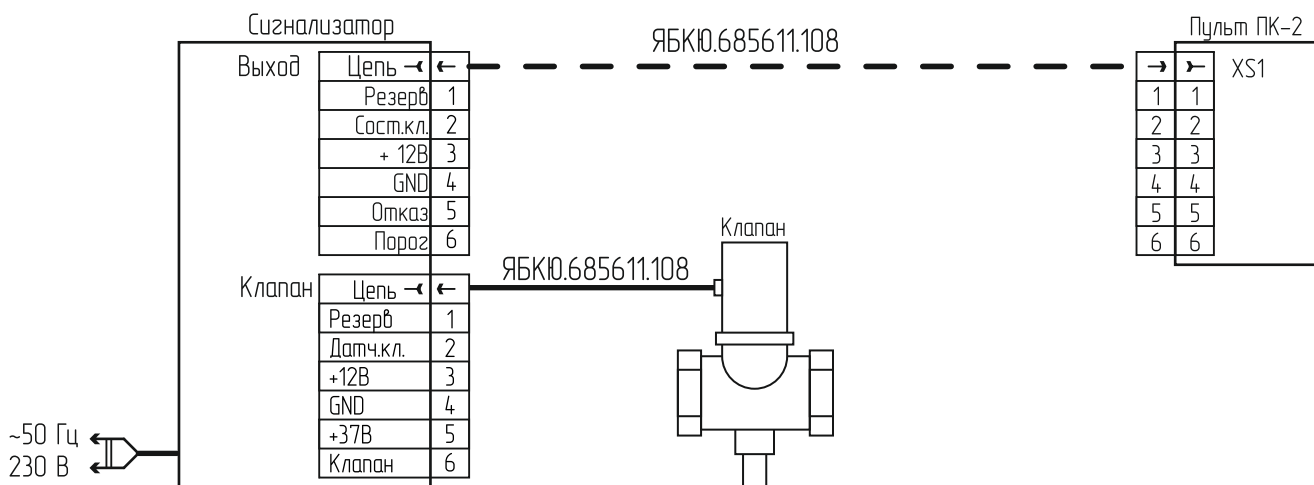 Сигнализатор
ЯБКЮ.685611.108
Пульт ПК-2
Выход
Цепь
XS1
Резерв 1
1 1
Сост.кл. 2
2 2
+ 12В 3
3 3
GND 4
4 4
Отказ 5
5 5
Порог 6
6 6
Клапан
ЯБКЮ.685611.108
Клапан
Цепь
Резерв 1
Датч.кл. 2
+12В 3
GND 4
+37В 5
Клапан 6
~50 Гц
230 В